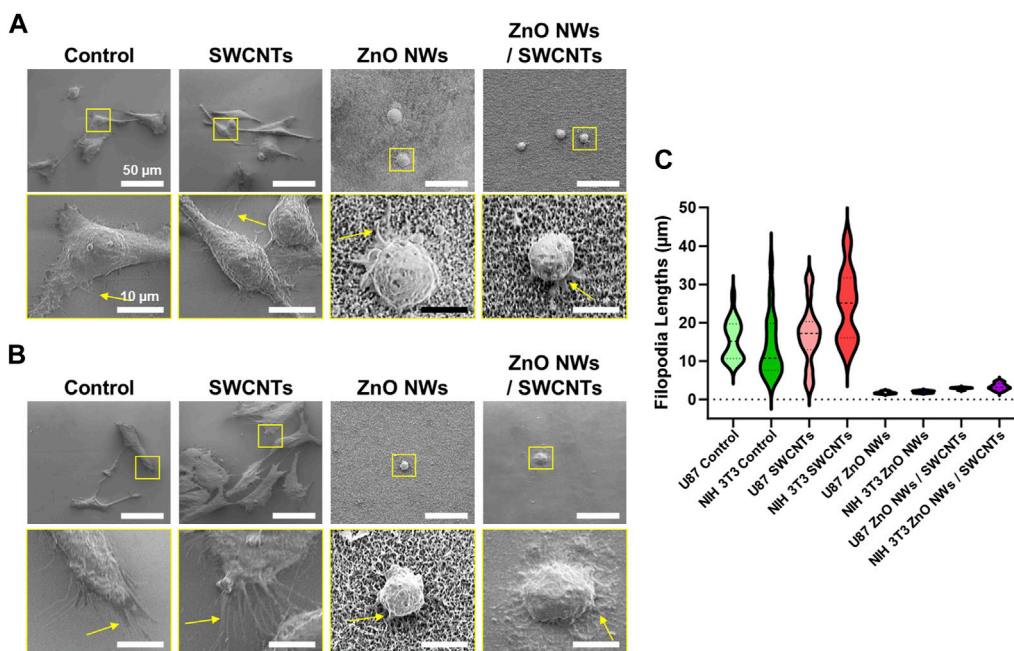 A
Control
SWCNTs
ZnO NWs
ZnO NWs
/ SWCNTs
50 µm
10 µm
B
Control
SWCNTs
ZnO NWs
ZnO NWs
/ SWCNTs
C
Filopodia Lengths (µm)
50
40
30
20
10
0
U87 Control
NIH 3T3 Control
U87 SWCNTs
NIH 3T3 SWCNTs
U87 ZnO NWs
NIH 3T3 ZnO NWs
U87 ZnO NWs / SWCNTs
NIH 3T3 ZnO NWs / SWCNTs